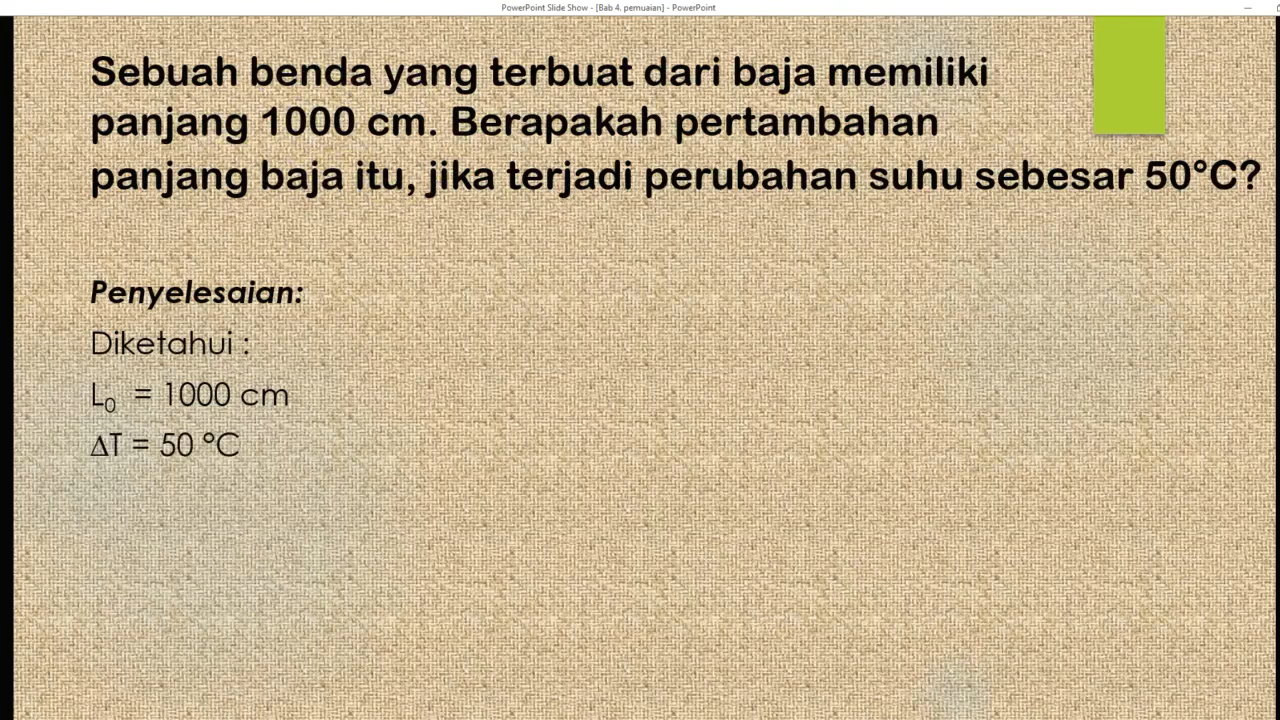 PowerPoint Slide Show - [Bab 4. pemuaian] - PowerPoint
Sebuah benda yang terbuat dari baja memiliki
panjang 1000 cm. Berapakah pertambahan
panjang baja itu, jika terjadi perubahan suhu sebesar 50°C?
Penyelesaian:
Diketahui :
L₀ = 1000 cm
∆T = 50 °C